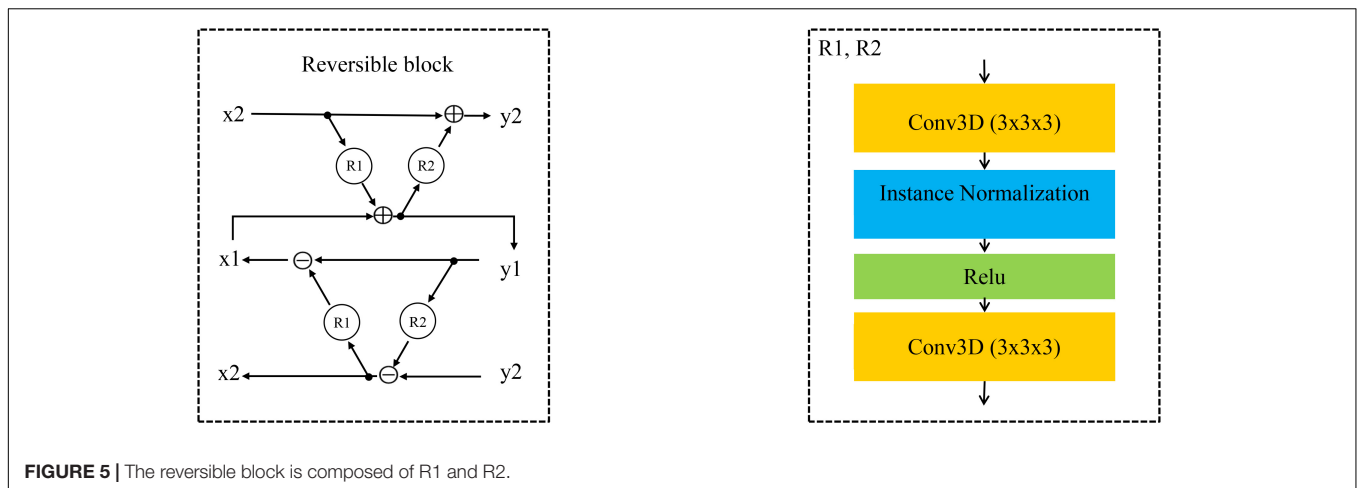 Reversible block
x2
y2
R1
R2
x1
y1
R1
R2
x2
y2
R1, R2
Conv3D (3x3x3)
Instance Normalization
Relu
Conv3D (3x3x3)
FIGURE 5 | The reversible block is composed of R1 and R2.